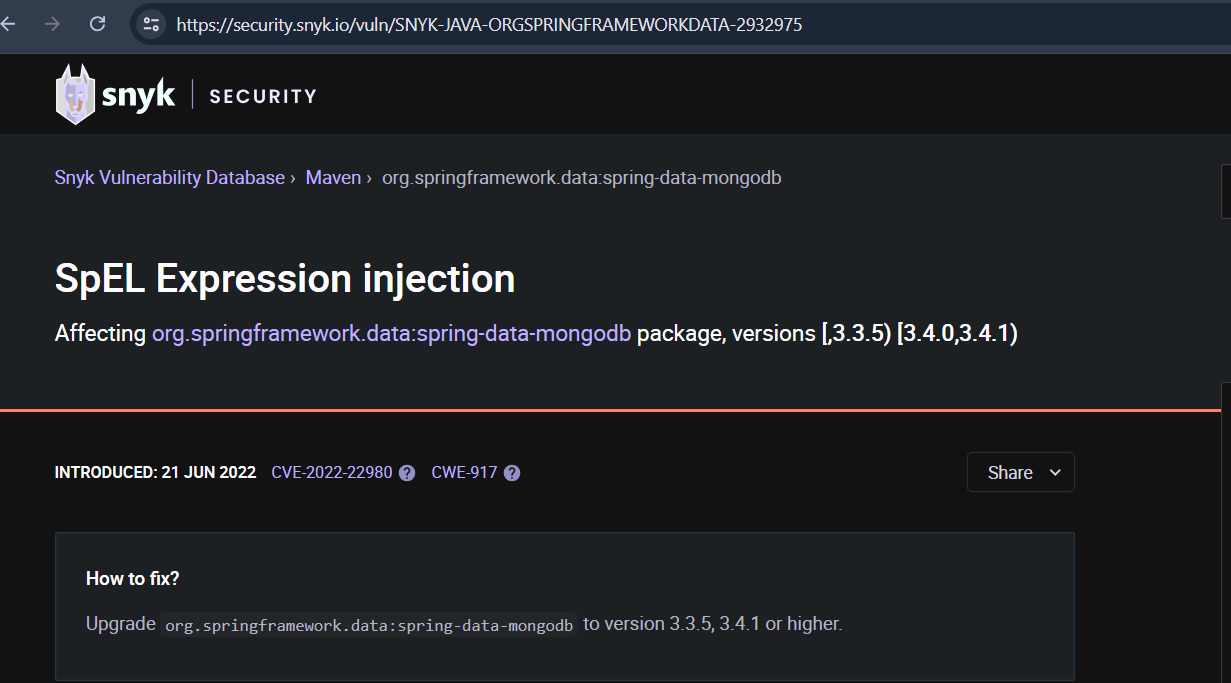 https://security.snyk.io/vuln/SNYK-JAVA-ORGSPRINGFRAMEWORKDATA-2932975
snyk | SECURITY
Snyk Vulnerability Database › Maven › org.springframework.data:spring-data-mongodb
SpEL Expression injection
Affecting org.springframework.data:spring-data-mongodb package, versions [,3.3.5) [3.4.0,3.4.1)
INTRODUCED: 21 JUN 2022 CVE-2022-22980 ? CWE-917 ? Share
How to fix?
Upgrade org.springframework.data:spring-data-mongodb to version 3.3.5, 3.4.1 or higher.